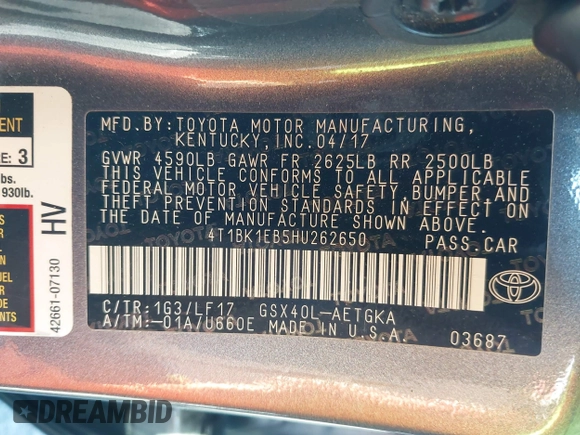 MFD.BY:TOYOTA MOTOR MANUFACTURING,
KENTUCKY,INC.04/17
GVWR 4590LB GAWR FR 2625LB RR 2500LB
THIS VEHICLE CONFORMS TO ALL APPLICABLE
FEDERAL MOTOR VEHICLE SAFETY, BUMPER,AND
THEFT PREVENTION STANDARDS IN EFFECT ON
THE DATE OF MANUFACTURE SHOWN ABOVE.
4T1BK1EB5HU262650
PASS.CAR
TOYOTA
C/TR:1G3/LF17 GSX40L-AETGKA
A/TM:-01A/U660E MADE IN U.S.A.
03687
3
930lb.
HV
42661-07130
DREAMBID